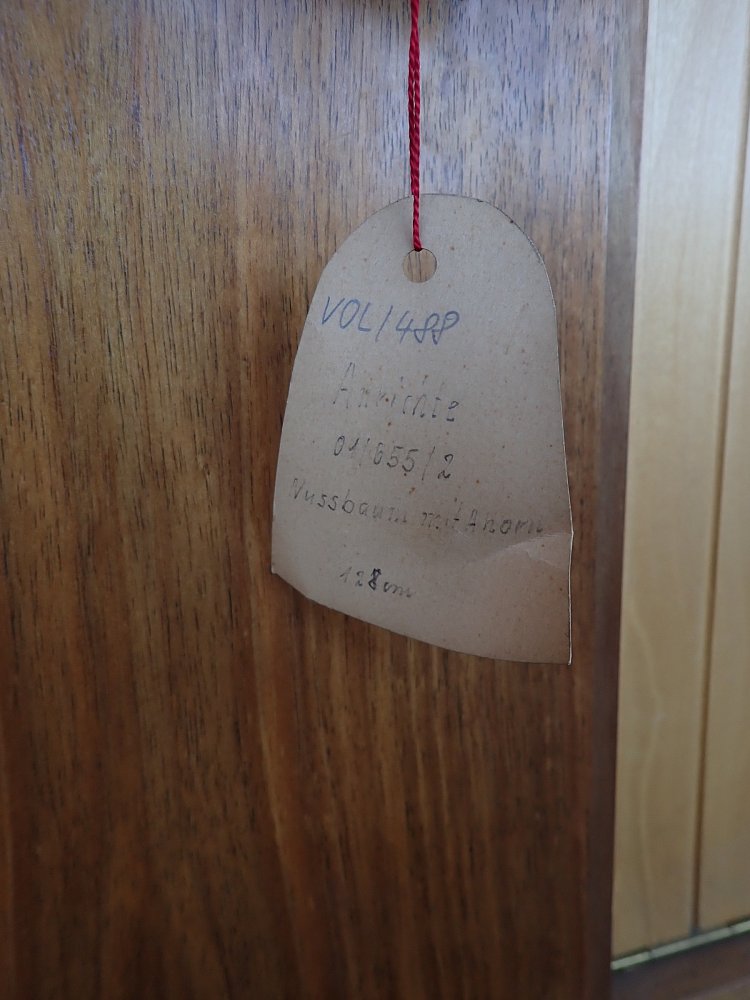 VOL/488
Anrichte
01/655/2
Nussbaum mit Ahorn
128cm